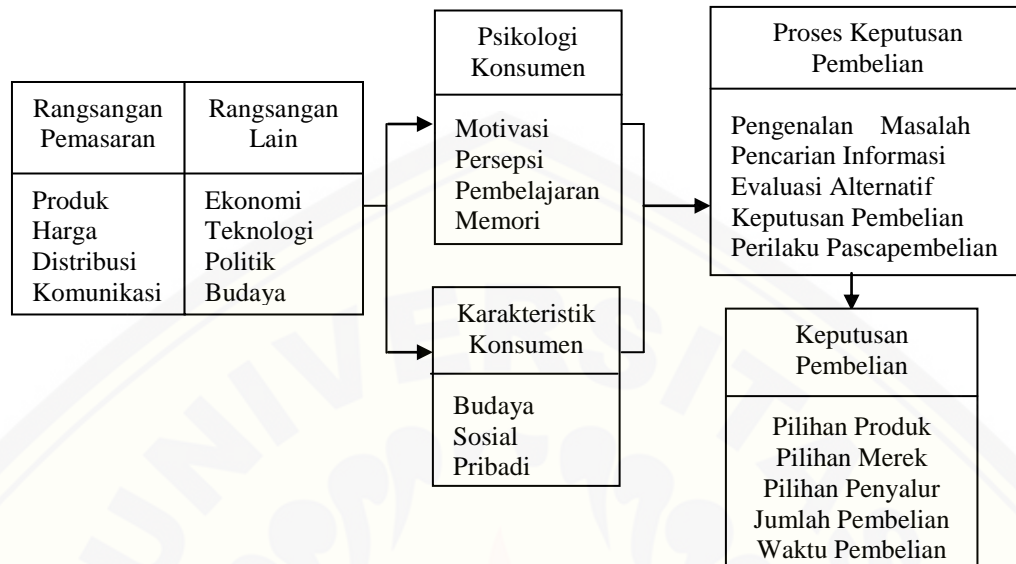 Rangsangan
Pemasaran
Produk
Harga
Distribusi
Komunikasi
Rangsangan
Lain
Ekonomi
Teknologi
Politik
Budaya
Psikologi
Konsumen
Motivasi
Persepsi
Pembelajaran
Memori
Karakteristik
Konsumen
Budaya
Sosial
Pribadi
Proses Keputusan
Pembelian
Pengenalan Masalah
Pencarian Informasi
Evaluasi Alternatif
Keputusan Pembelian
Perilaku Pascapembelian
Keputusan
Pembelian
Pilihan Produk
Pilihan Merek
Pilihan Penyalur
Jumlah Pembelian
Waktu Pembelian